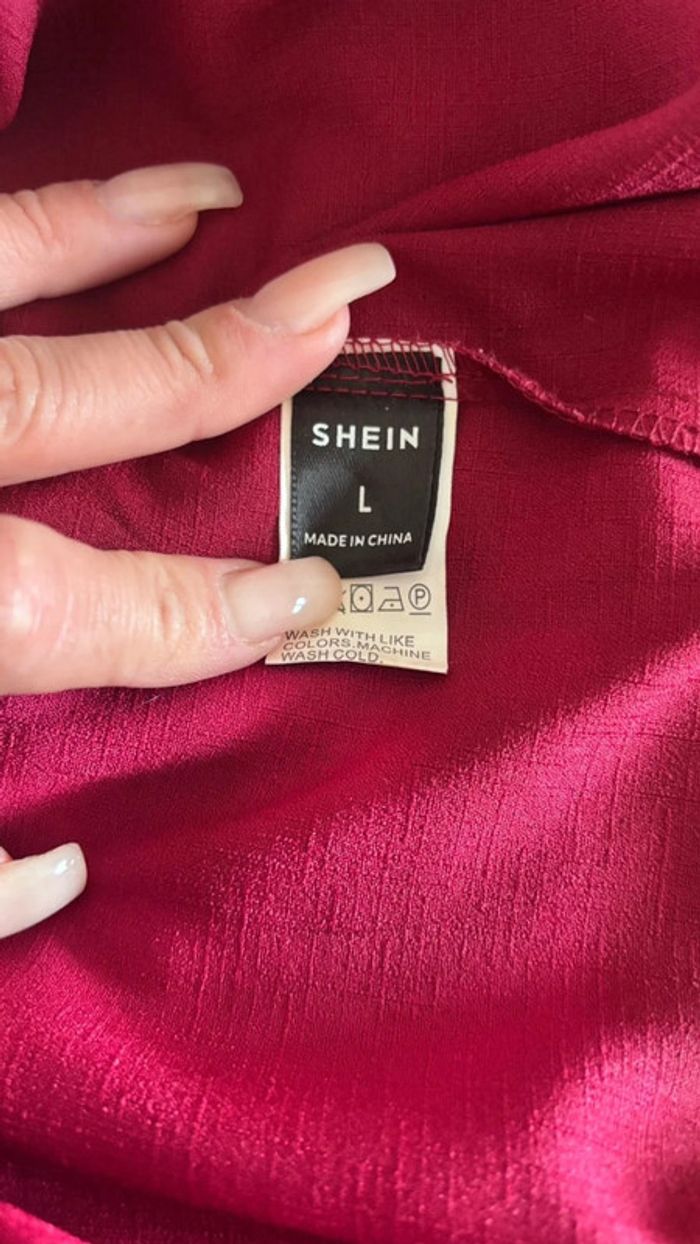 SHEIN
L
MADE IN CHINA
P
WASH WITH LIKE
COLORS.MACHINE
WASH COLD.